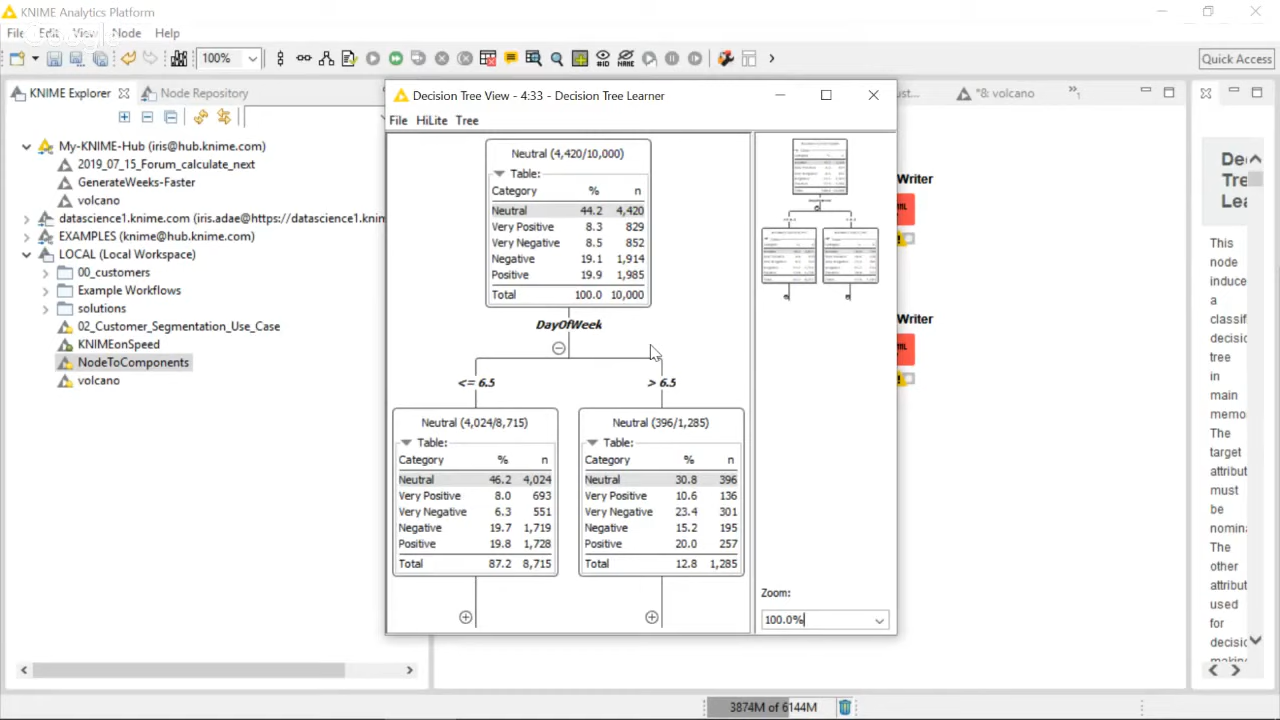 KNIME Analytics Platform
File Edit View Node Help
100%
Quick Access
KNIME Explorer
Node Repository
My-KNIME-Hub (iris@hub.knime.com)
2019_07_15_Forum_calculate_next
GenerateWeeks-Faster
volcano
datascience1.knime.com (iris.adae@https://datascience1.knim
EXAMPLES (knime@hub.knime.com)
LOCAL (LocalWorkspace)
Example Workflows
solutions
02_Customer_Segmentation_Use_Case
KNIMEonSpeed
NodeToComponents
volcano
Decision Tree View - 4:33 - Decision Tree Learner
File HiLite Tree
Neutral (4,420/10,000)
Table:
Category % n
Neutral 44.2 4,420
Very Positive 8.3 829
Very Negative 8.5 852
Negative 19.1 1,914
Positive 19.9 1,985
Total 100.0 10,000
DayOfWeek
<= 6.5
> 6.5
Neutral (4,024/8,715)
Table:
Category % n
Neutral 46.2 4,024
Very Positive 8.0 693
Very Negative 6.3 551
Negative 19.7 1,719
Positive 19.8 1,728
Total 87.2 8,715
Neutral (396/1,285)
Table:
Category % n
Neutral 30.8 396
Very Positive 10.6 136
Very Negative 23.4 301
Negative 15.2 195
Positive 20.0 257
Total 12.8 1,285
Zoom:
100.0%
ust...
*8: volcano
»1
Writer
Writer
This
node
induce
a
classif
decisic
tree
in
main
memo
The
target
attribut
must
be
nomin
The
other
attribut
used
for
decisic
3874M of 6144M